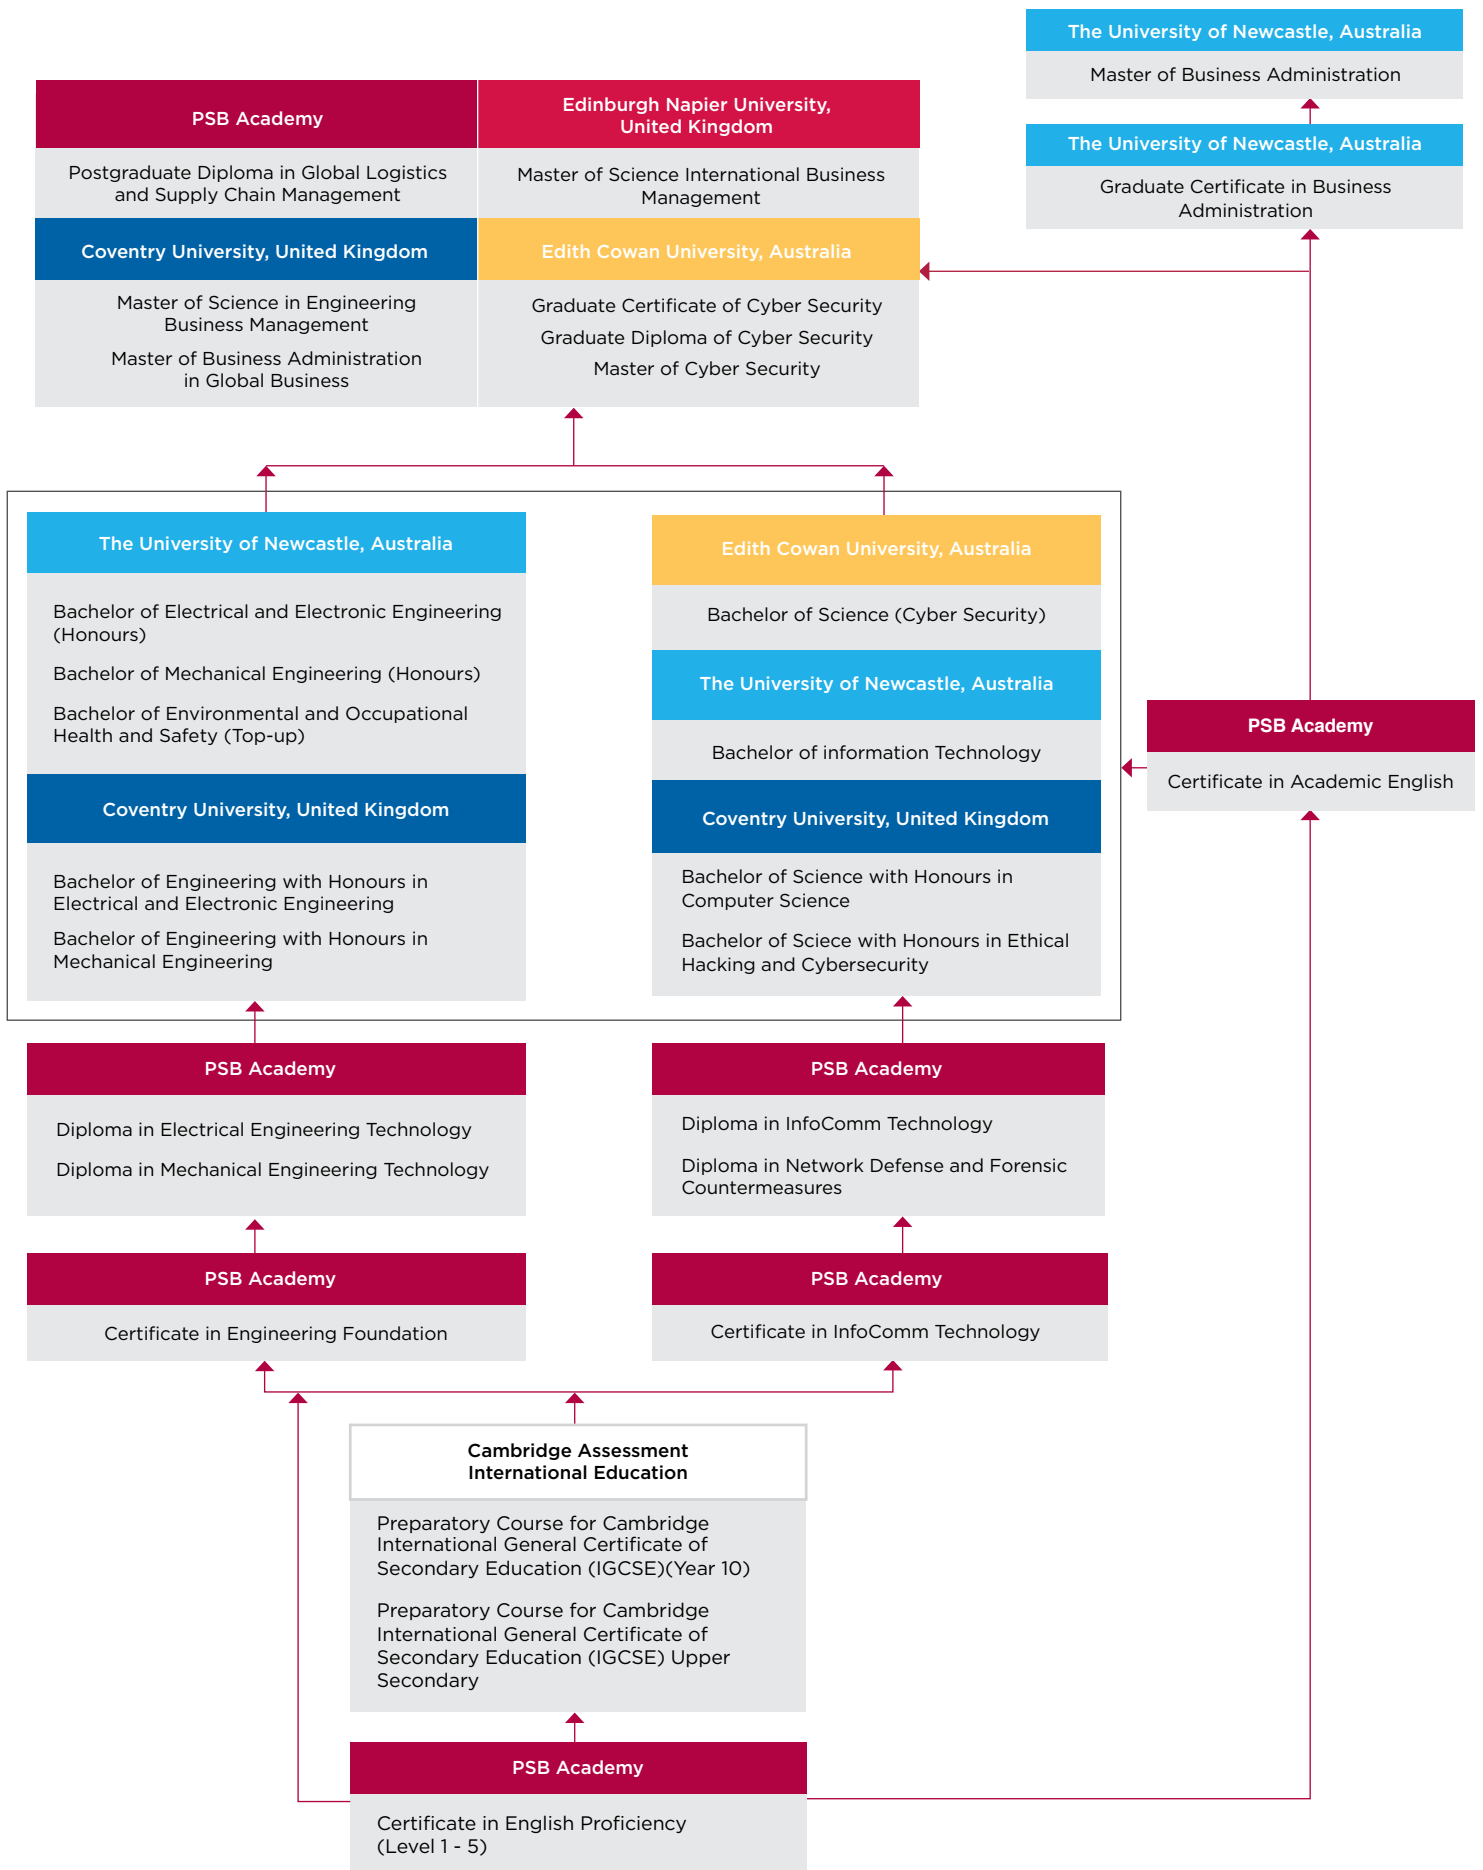 The University of Newcastle, Australia
Master of Business Administration
The University of Newcastle, Australia
Graduate Certificate in Business
Administration
PSB Academy
Postgraduate Diploma in Global Logistics
and Supply Chain Management
Edinburgh Napier University,
United Kingdom
Master of Science International Business
Management
Coventry University, United Kingdom
Master of Science in Engineering
Business Management
Master of Business Administration
in Global Business
Edith Cowan University, Australia
Graduate Certificate of Cyber Security
Graduate Diploma of Cyber Security
Master of Cyber Security
The University of Newcastle, Australia
Bachelor of Electrical and Electronic Engineering
(Honours)
Bachelor of Mechanical Engineering (Honours)
Bachelor of Environmental and Occupational
Health and Safety (Top-up)
Coventry University, United Kingdom
Bachelor of Engineering with Honours in
Electrical and Electronic Engineering
Bachelor of Engineering with Honours in
Mechanical Engineering
Edith Cowan University, Australia
Bachelor of Science (Cyber Security)
The University of Newcastle, Australia
Bachelor of information Technology
Coventry University, United Kingdom
Bachelor of Science with Honours in
Computer Science
Bachelor of Sciece with Honours in Ethical
Hacking and Cybersecurity
PSB Academy
Certificate in Academic English
PSB Academy
Diploma in Electrical Engineering Technology
Diploma in Mechanical Engineering Technology
PSB Academy
Diploma in InfoComm Technology
Diploma in Network Defense and Forensic
Countermeasures
PSB Academy
Certificate in Engineering Foundation
PSB Academy
Certificate in InfoComm Technology
Cambridge Assessment
International Education
Preparatory Course for Cambridge
International General Certificate of
Secondary Education (IGCSE)(Year 10)
Preparatory Course for Cambridge
International General Certificate of
Secondary Education (IGCSE) Upper
Secondary
PSB Academy
Certificate in English Proficiency
(Level 1 - 5)